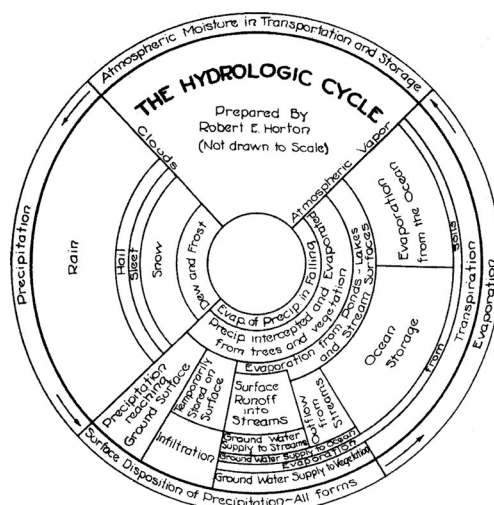 Atmospheric Moisture in Transportation and Storage
THE HYDROLOGIC CYCLE
Prepared By
Robert E. Horton
(Not drawn to Scale)
Clouds
Atmospheric Vapor
Precipitation
Rain
Hail
Sleet
Snow
Dew and Frost
Evap. of Precip. in Falling
Precip intercepted and Evaporated
from trees and vegetation
Evaporation from Ponds-Lakes
and Stream Surfaces
Evaporation
from the Ocean
Ocean
Storage
Transpiration
Evaporation
from
soils
Precipitation
reaching
Ground Surface
Temporarily
Stored on
Surface
Infiltration
Surface
Runoff
into
Streams
Outflow
from
Streams
Ground Water
Supply to Streams
Ground Water Supply to Ocean
Evaporation
Ground Water Supply to Vegetation
Surface Disposition of Precipitation-All forms